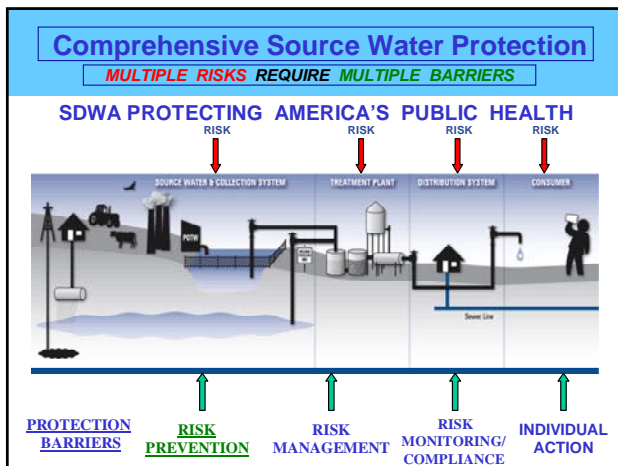 Comprehensive Source Water Protection
MULTIPLE RISKS REQUIRE MULTIPLE BARRIERS
SDWA PROTECTING AMERICA'S PUBLIC HEALTH
RISK RISK RISK RISK
SOURCE WATER & COLLECTION SYSTEM TREATMENT PLANT DISTRIBUTION SYSTEM CONSUMER
POTW
Sewer Line
PROTECTION
BARRIERS
RISK
PREVENTION
RISK
MANAGEMENT
RISK
MONITORING/
COMPLIANCE
INDIVIDUAL
ACTION